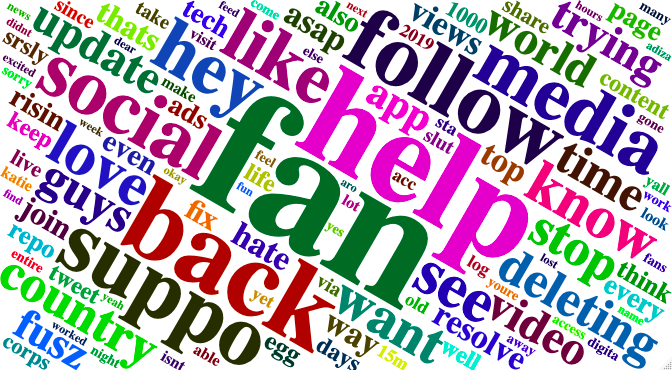 news
since
thats
take
tech
feed
come
asap
also
next
2019
views
1000
share
world
trying
hours
page
many
adiza
didnt
update
dear
visit
hey
like
else
follow
media
content
gone
srsly
excited
sorry
make
social
ads
app
sta
slut
top
time
yall
work
look
risin
keep
week
even
okay
fan
help
acc
know
live
love
feel
life
fun
aro
lot
yes
stop
fans
think
katie
guys
find
join
fix
hate
back
log
lost
youre
deleting
every
name
repo
entire
tweet
yeah
suppo
yet
via
want
old
see
video
resolve
away
access
digita
country
fusz
worked
night
corps
isnt
able
egg
days
way
15m
well